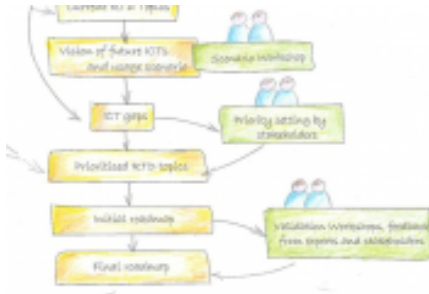 Vision of future ICTs
and usage scenario
Scenario Workshop
ICT gaps
Priority setting by
stakeholders
Prioritised RTD topics
Initial roadmap
Validation Workshops, feedback
from experts and stakeholders
Final roadmap